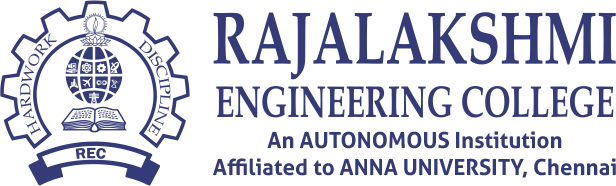 HARDWORK
DISCIPLINE
REC
RAJALAKSHMI
ENGINEERING COLLEGE
An AUTONOMOUS Institution
Affiliated to ANNA UNIVERSITY, Chennai